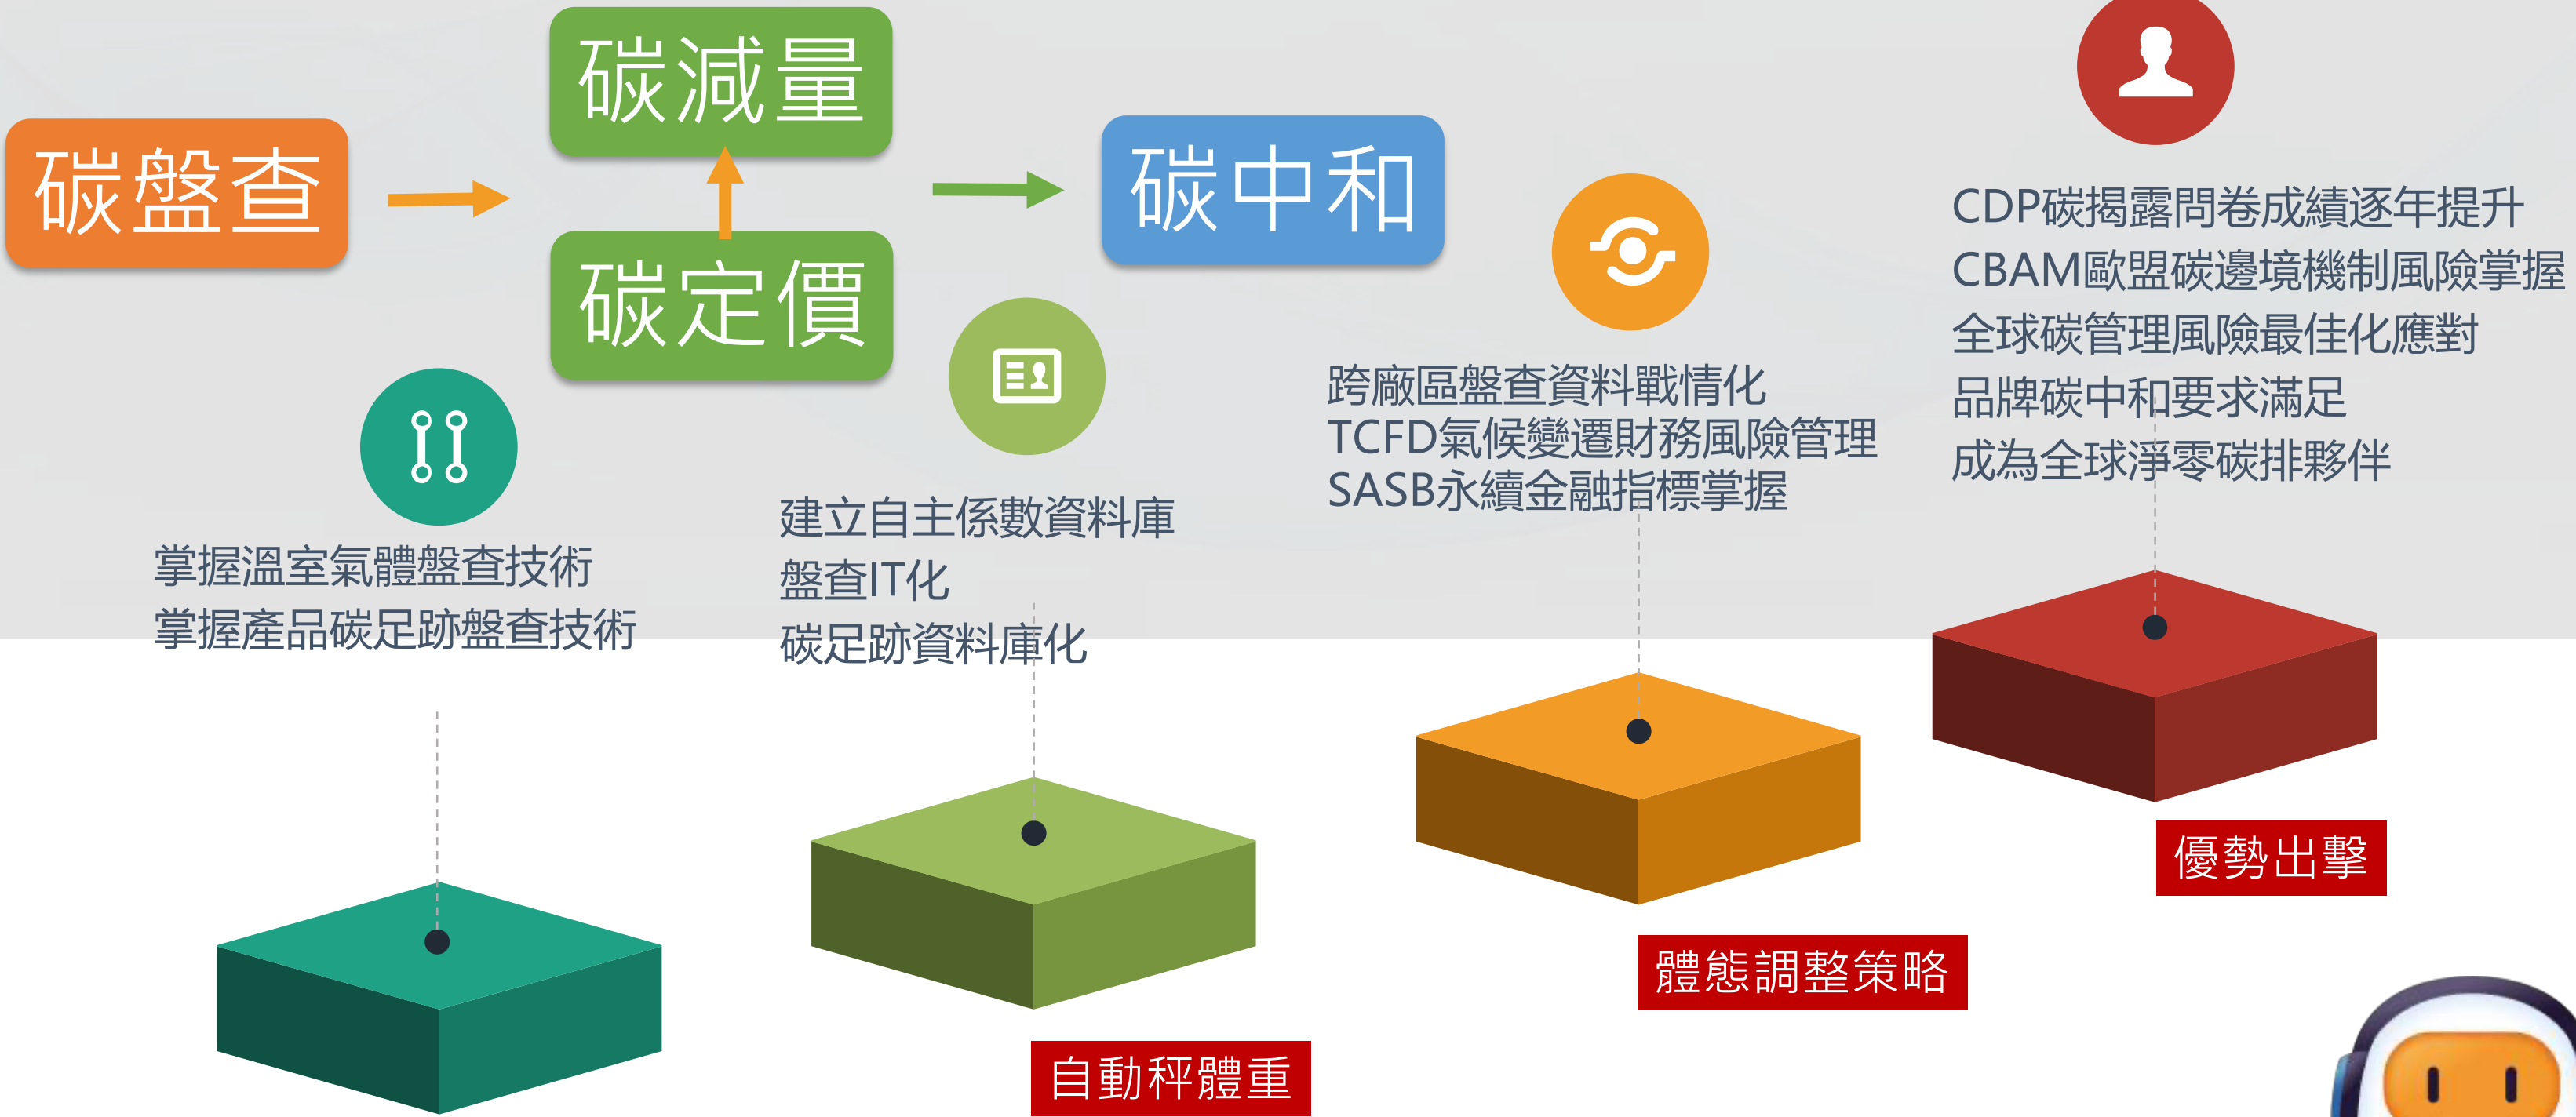 碳盤查
碳減量
碳定價
碳中和
掌握溫室氣體盤查技術
掌握產品碳足跡盤查技術
建立自主係數資料庫
盤查IT化
碳足跡資料庫化
自動秤體重
跨廠區盤查資料戰情化
TCFD氣候變遷財務風險管理
SASB永續金融指標掌握
體態調整策略
CDP碳揭露問卷成績逐年提升
CBAM歐盟碳邊境機制風險掌握
全球碳管理風險最佳化應對
品牌碳中和要求滿足
成為全球淨零碳排夥伴
優勢出擊